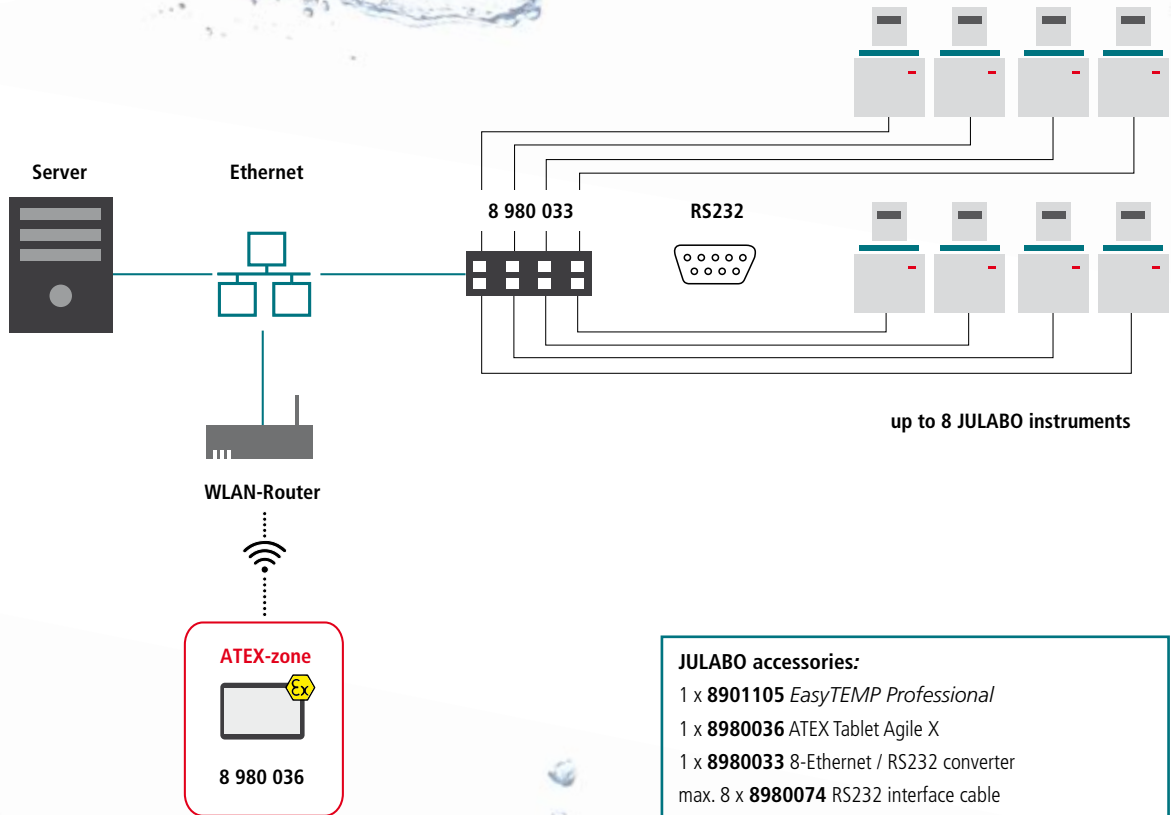 Server
Ethernet
8 980 033
RS232
up to 8 JULABO instruments
WLAN-Router
ATEX-zone
Ex
8 980 036
JULABO accessories:
1 x 8901105 EasyTEMP Professional
1 x 8980036 ATEX Tablet Agile X
1 x 8980033 8-Ethernet / RS232 converter
max. 8 x 8980074 RS232 interface cable